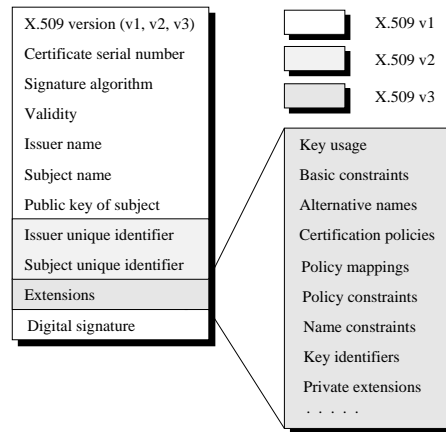 X.509 version (v1, v2, v3)
Certificate serial number
Signature algorithm
Validity
Issuer name
Subject name
Public key of subject
Issuer unique identifier
Subject unique identifier
Extensions
Digital signature
X.509 v1
X.509 v2
X.509 v3
Key usage
Basic constraints
Alternative names
Certification policies
Policy mappings
Policy constraints
Name constraints
Key identifiers
Private extensions
. . . . .